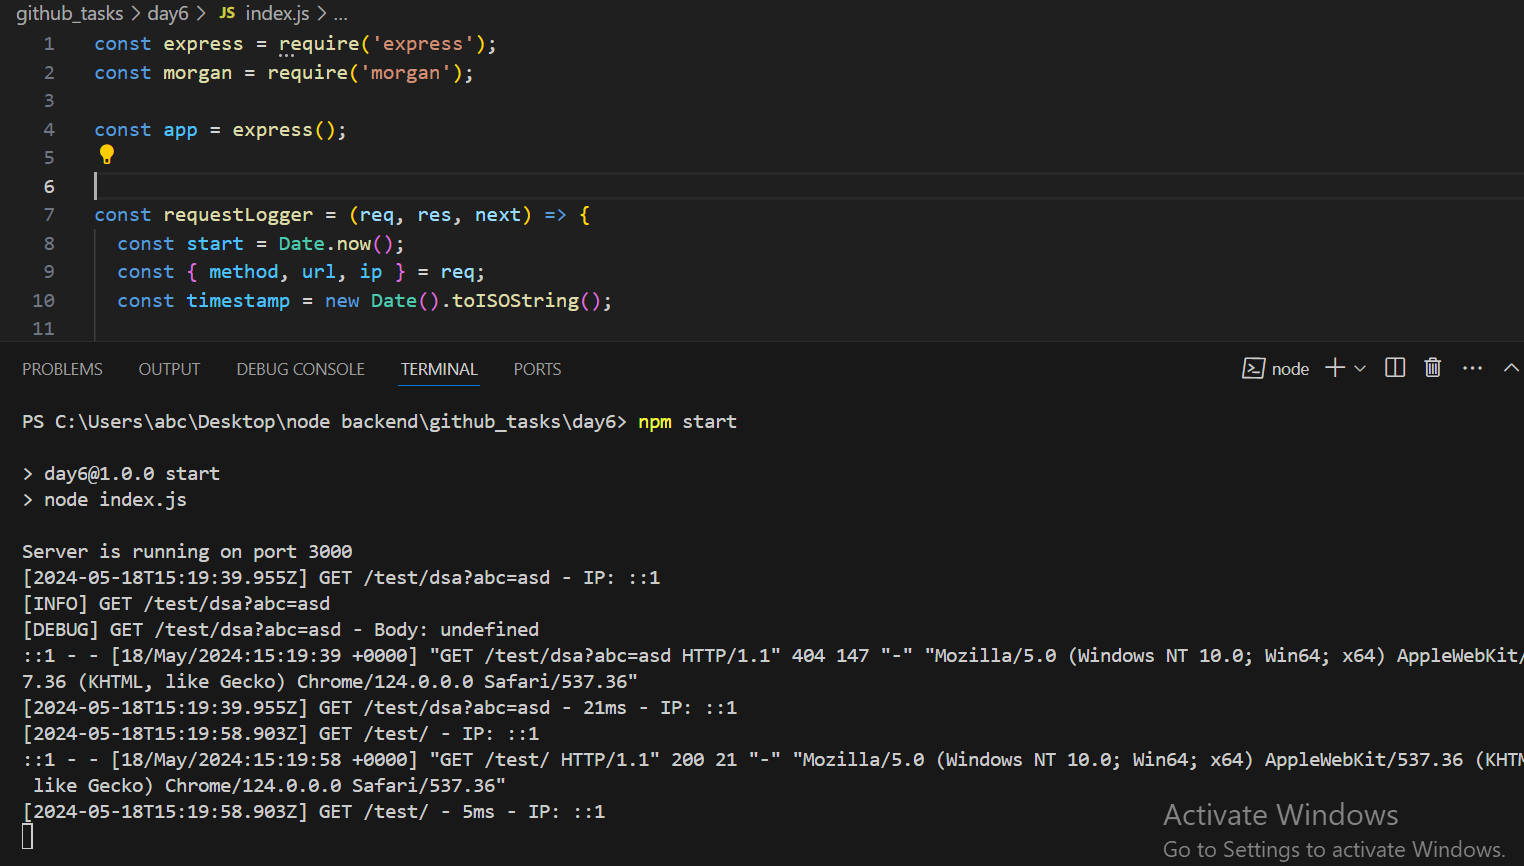 github_tasks > day6 > JS index.js > ...
1 const express = require('express');
2 const morgan = require('morgan');
3
4 const app = express();
5
6
7 const requestLogger = (req, res, next) => {
8 const start = Date.now();
9 const { method, url, ip } = req;
10 const timestamp = new Date().toISOString();
11
PROBLEMS OUTPUT DEBUG CONSOLE TERMINAL PORTS node
PS C:\Users\abc\Desktop\node backend\github_tasks\day6> npm start
> day6@1.0.0 start
> node index.js
Server is running on port 3000
[2024-05-18T15:19:39.955Z] GET /test/dsa?abc=asd - IP: ::1
[INFO] GET /test/dsa?abc=asd
[DEBUG] GET /test/dsa?abc=asd - Body: undefined
::1 - - [18/May/2024:15:19:39 +0000] "GET /test/dsa?abc=asd HTTP/1.1" 404 147 "-" "Mozilla/5.0 (Windows NT 10.0; Win64; x64) AppleWebKit/
7.36 (KHTML, like Gecko) Chrome/124.0.0.0 Safari/537.36"
[2024-05-18T15:19:39.955Z] GET /test/dsa?abc=asd - 21ms - IP: ::1
[2024-05-18T15:19:58.903Z] GET /test/ - IP: ::1
::1 - - [18/May/2024:15:19:58 +0000] "GET /test/ HTTP/1.1" 200 21 "-" "Mozilla/5.0 (Windows NT 10.0; Win64; x64) AppleWebKit/537.36 (KHTM
like Gecko) Chrome/124.0.0.0 Safari/537.36"
[2024-05-18T15:19:58.903Z] GET /test/ - 5ms - IP: ::1
Activate Windows
Go to Settings to activate Windows.